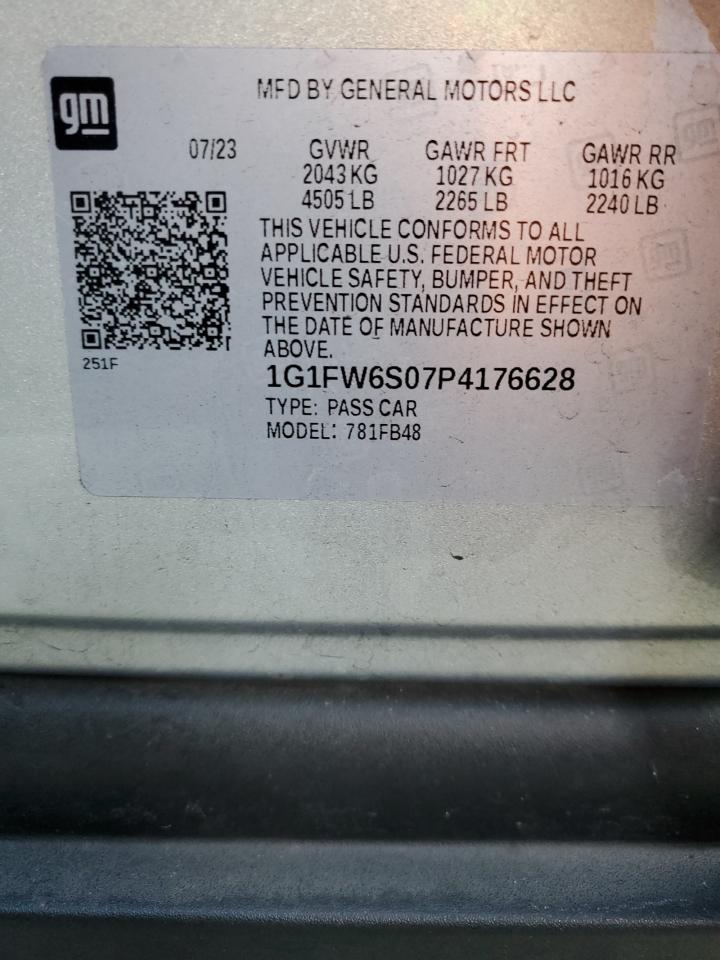 gm
MFD BY GENERAL MOTORS LLC
07/23 GVWR GAWR FRT GAWR RR
2043 KG 1027 KG 1016 KG
4505 LB 2265 LB 2240 LB
THIS VEHICLE CONFORMS TO ALL
APPLICABLE U.S. FEDERAL MOTOR
VEHICLE SAFETY, BUMPER, AND THEFT
PREVENTION STANDARDS IN EFFECT ON
THE DATE OF MANUFACTURE SHOWN
ABOVE.
251F
1G1FW6S07P4176628
TYPE: PASS CAR
MODEL: 781FB48